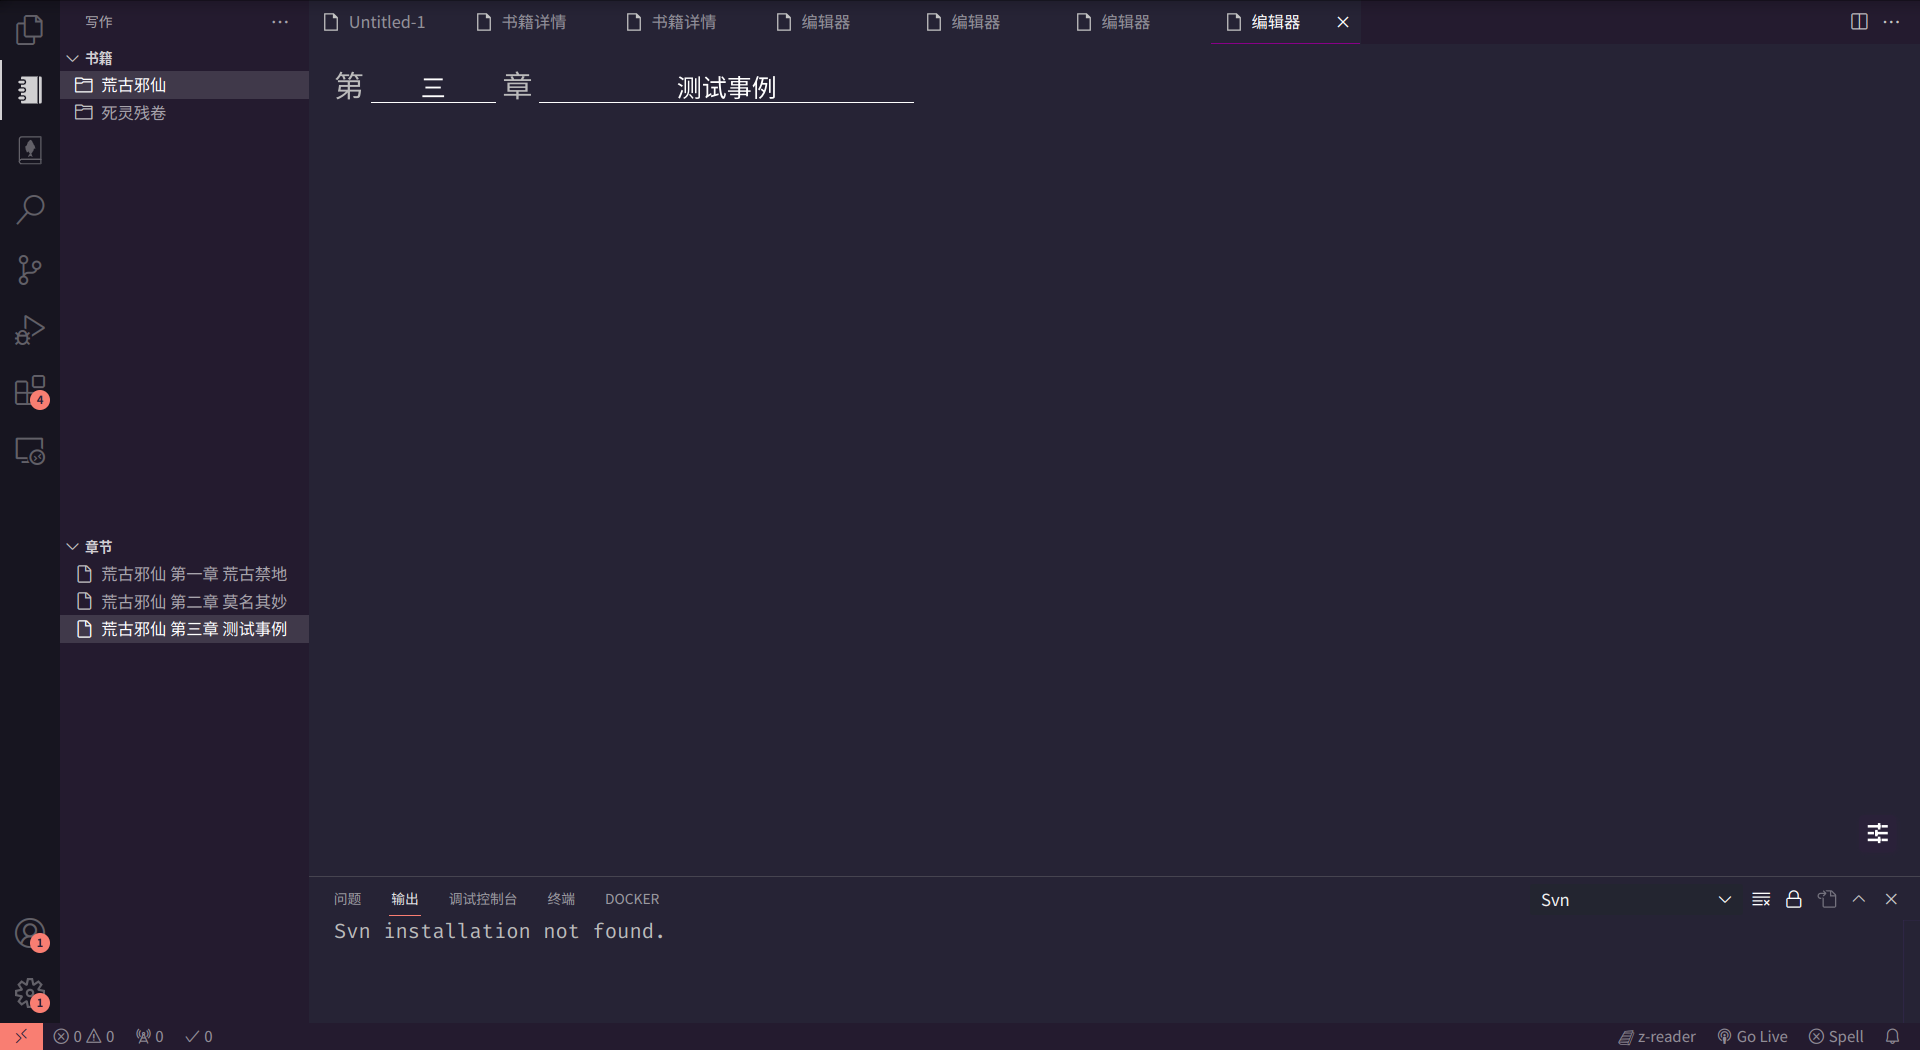 写作
书籍
荒古邪仙
死灵残卷
章节
荒古邪仙 第一章 荒古禁地
荒古邪仙 第二章 莫名其妙
荒古邪仙 第三章 测试事例
4
1
1
Untitled-1 书籍详情 书籍详情 编辑器 编辑器 编辑器 编辑器
第 三 章 测试事例
问题 输出 调试控制台 终端 DOCKER Svn
Svn installation not found.
0 0 0 0 z-reader Go Live Spell